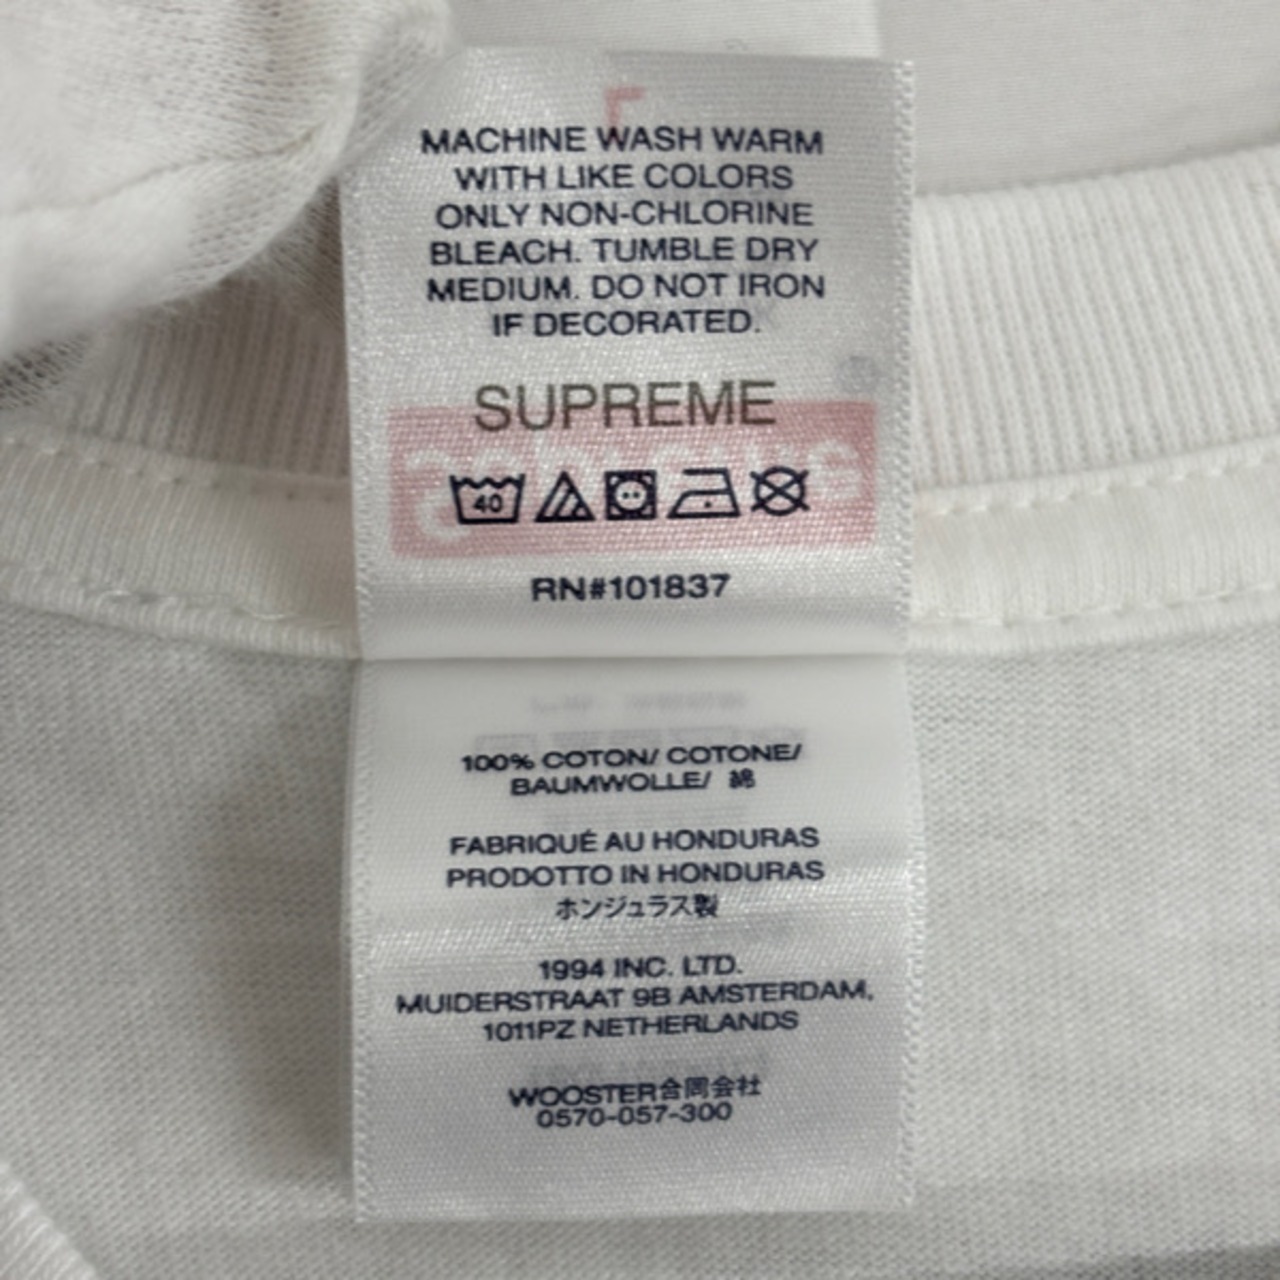 MACHINE WASH WARM
WITH LIKE COLORS
ONLY NON-CHLORINE
BLEACH. TUMBLE DRY
MEDIUM. DO NOT IRON
IF DECORATED.
SUPREME
40
RN#101837
100% COTON/ COTONE/
BAUMWOLLE/ 綿
FABRIQUÉ AU HONDURAS
PRODOTTO IN HONDURAS
ホンジュラス製
1994 INC. LTD.
MUIDERSTRAAT 9B AMSTERDAM,
1011PZ NETHERLANDS
WOOSTER合同会社
0570-057-300